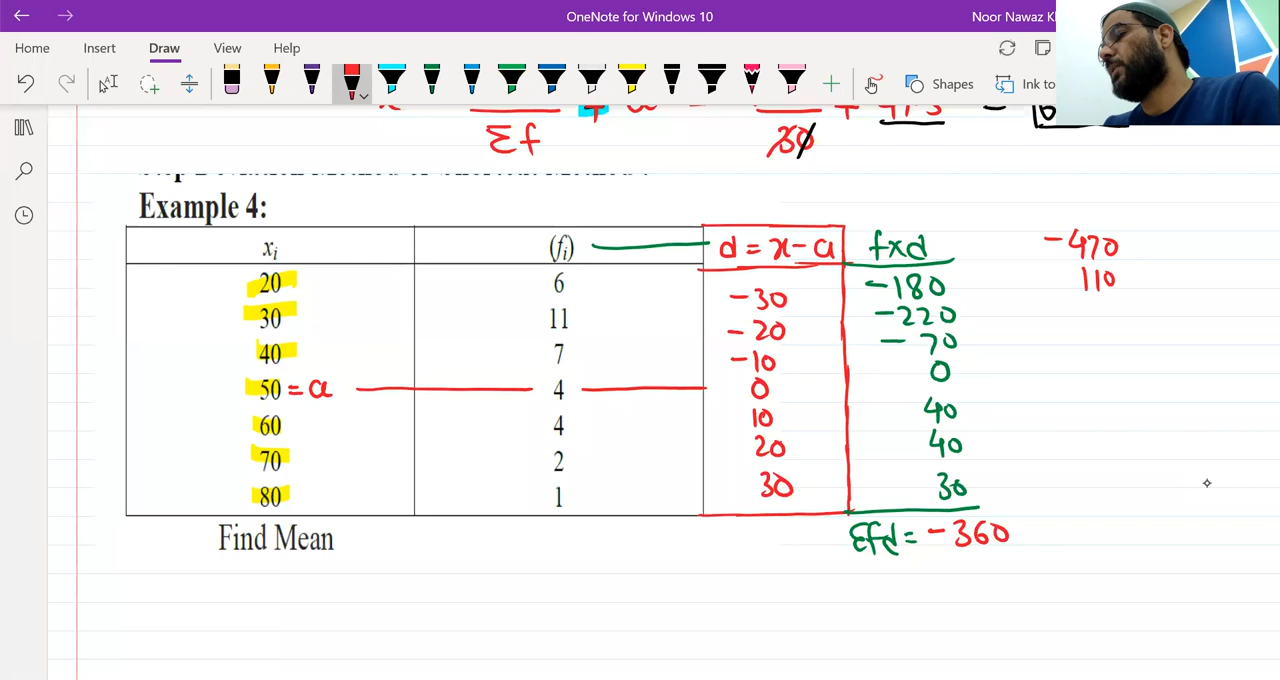 OneNote for Windows 10
Noor Nawaz Kh
Home Insert Draw View Help
Shapes Ink to
Σf
30
Example 4:
xi (fi) d = x - a f×d
20 6 -30 -180
30 11 -20 -220
40 7 -10 -70
50 = a 4 0 0
60 4 10 40
70 2 20 40
80 1 30 30
Σfd = -360
Find Mean
-470
110